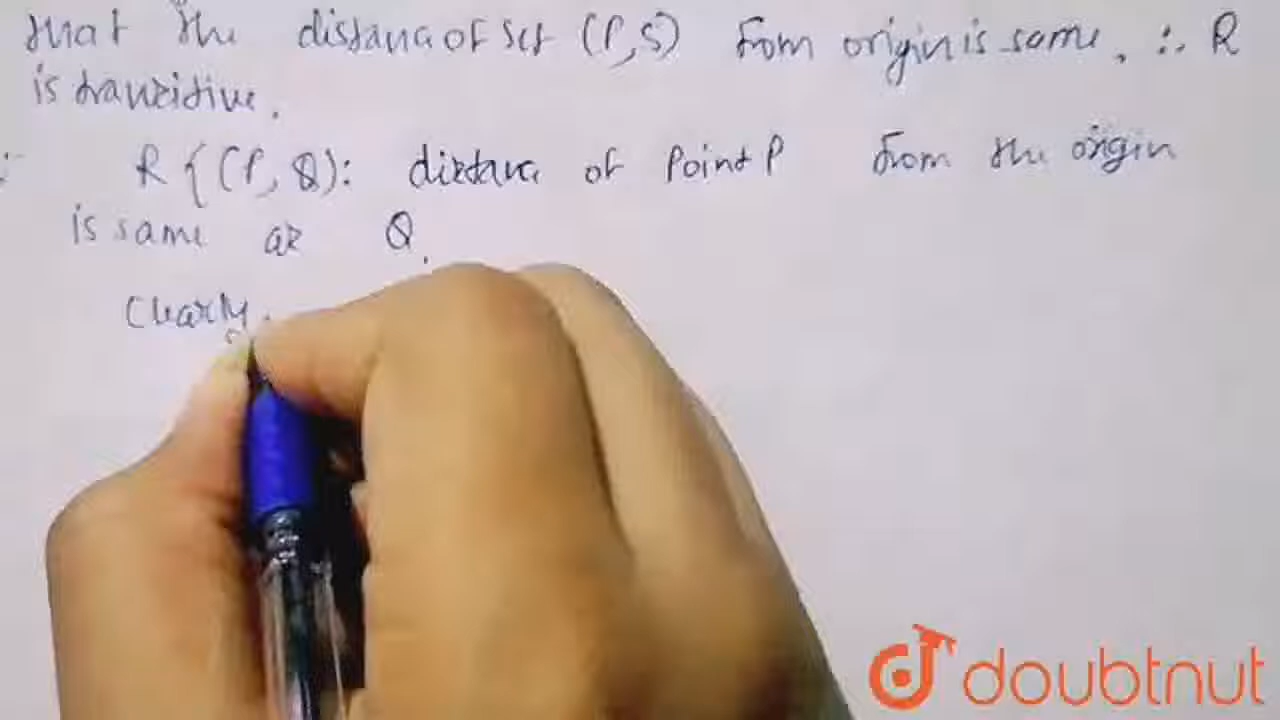 that the distance of set (P,S) from origin is same. ∴ R
is tranzitive.
R{(P,Q): distance of Point P from the origin
is same as Q.
Clearly,
doubtnut